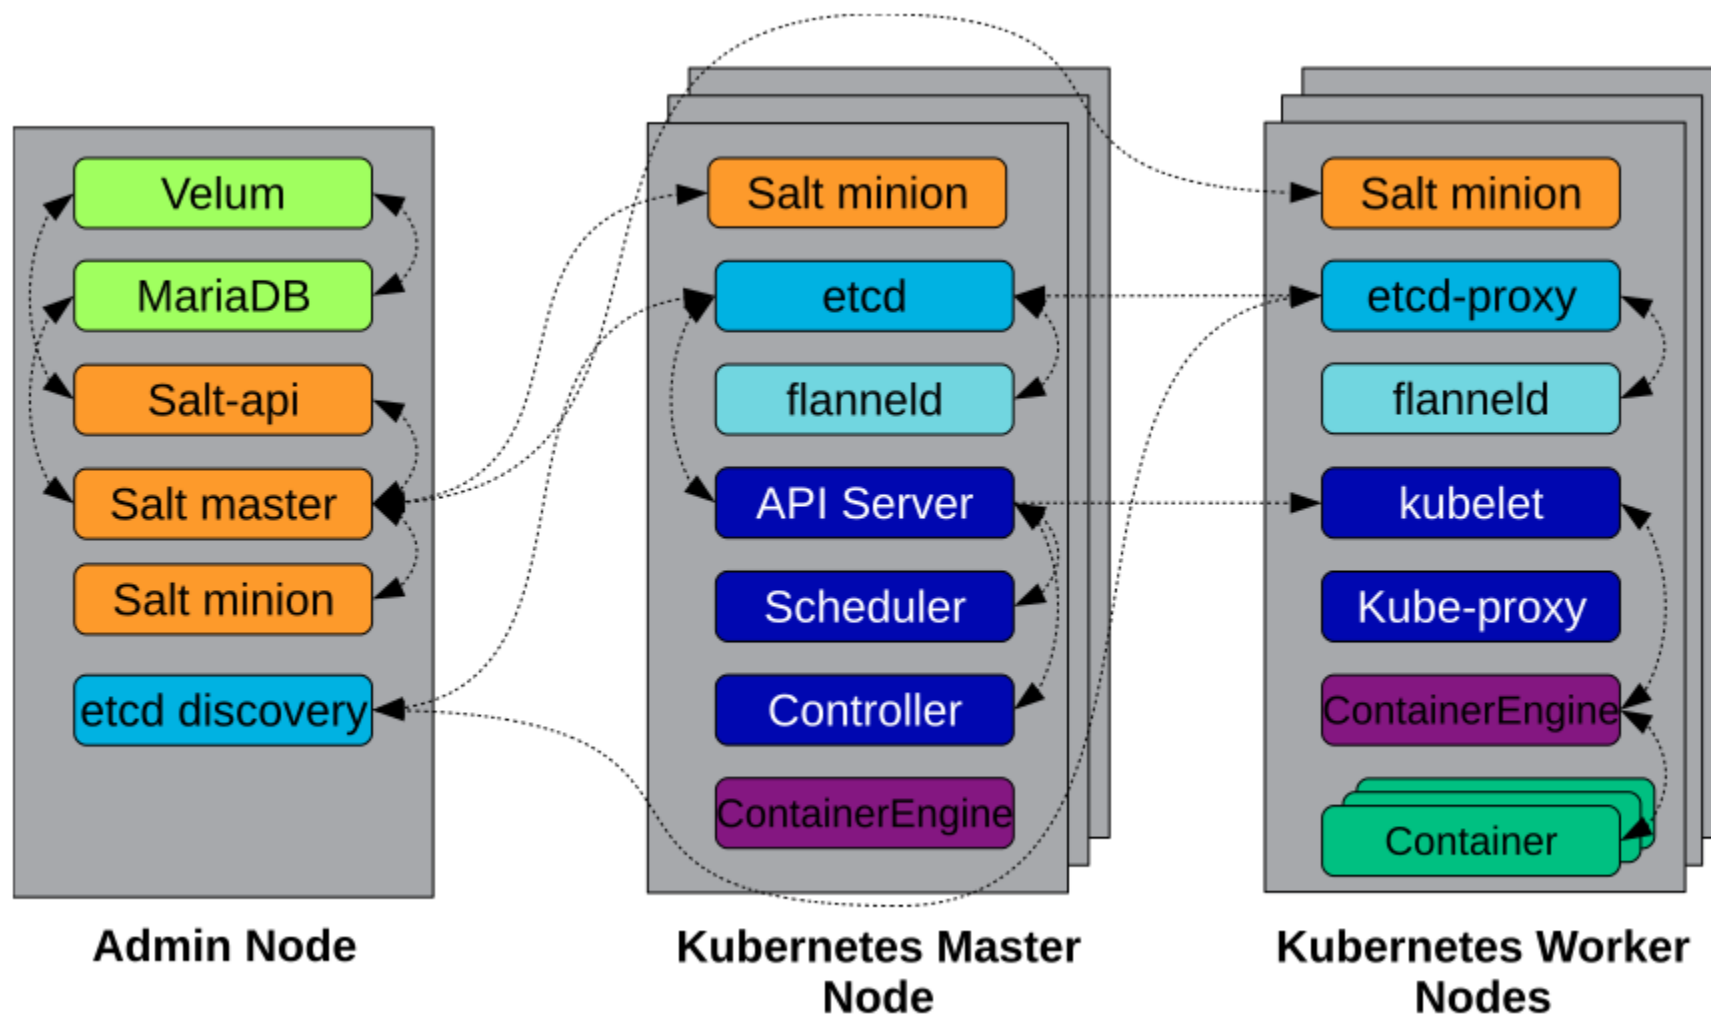 Velum
MariaDB
Salt-api
Salt master
Salt minion
etcd discovery
Admin Node
Salt minion
etcd
flanneld
API Server
Scheduler
Controller
ContainerEngine
Kubernetes Master
Node
Salt minion
etcd-proxy
flanneld
kubelet
Kube-proxy
ContainerEngine
Container
Kubernetes Worker
Nodes